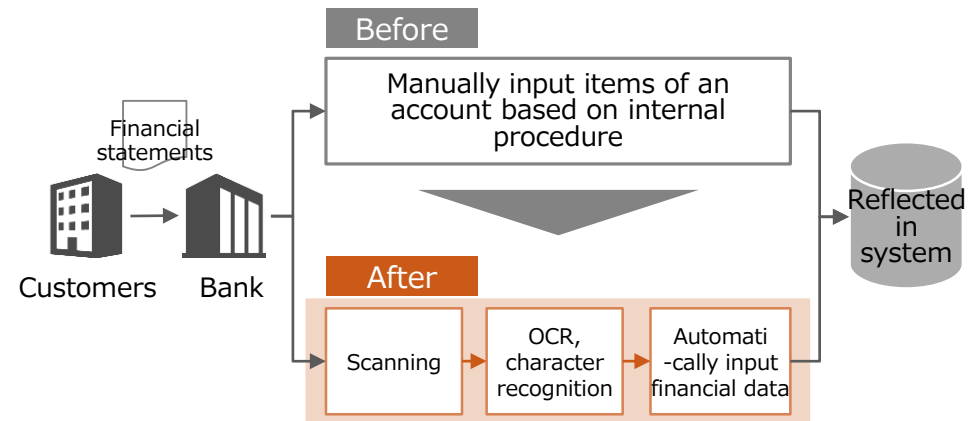 Before
Manually input items of an
account based on internal
procedure
Financial
statements
Customers
Bank
Reflected
in
system
After
Scanning
OCR,
character
recognition
Automati
-cally input
financial data